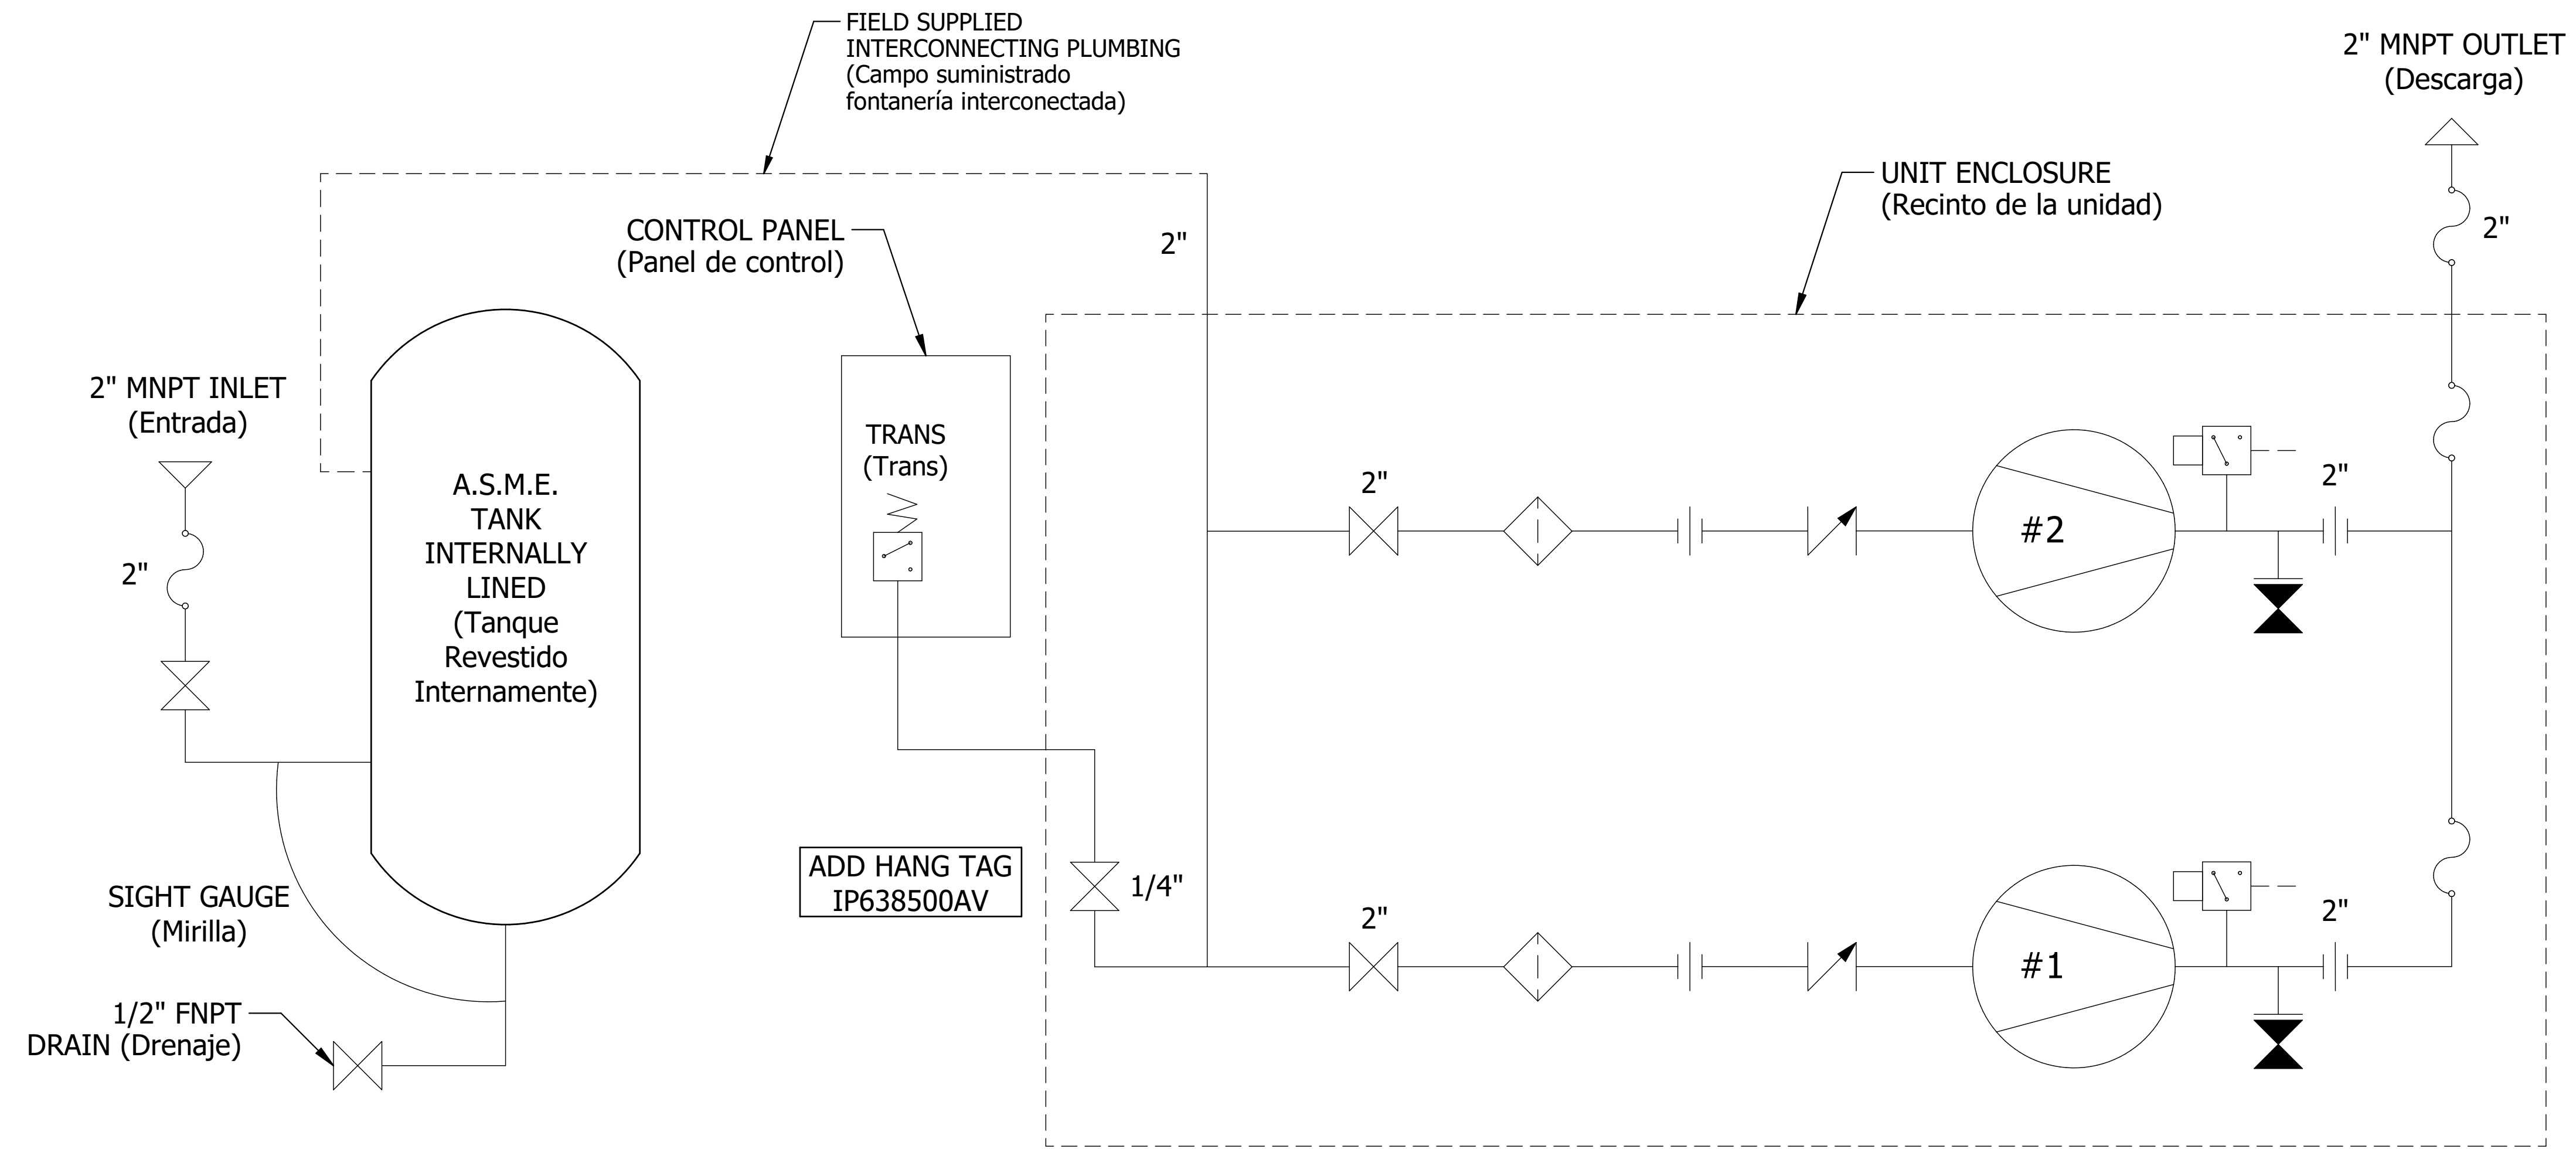 FIELD SUPPLIED
INTERCONNECTING PLUMBING
(Campo suministrado
fontanería interconectada)
2" MNPT OUTLET
(Descarga)
UNIT ENCLOSURE
(Recinto de la unidad)
CONTROL PANEL
(Panel de control)
2"
2"
2" MNPT INLET
(Entrada)
2"
A.S.M.E.
TANK
INTERNALLY
LINED
(Tanque
Revestido
Internamente)
TRANS
(Trans)
2"
#2
2"
SIGHT GAUGE
(Mirilla)
ADD HANG TAG
IP638500AV
1/4"
2"
#1
2"
1/2" FNPT
DRAIN (Drenaje)